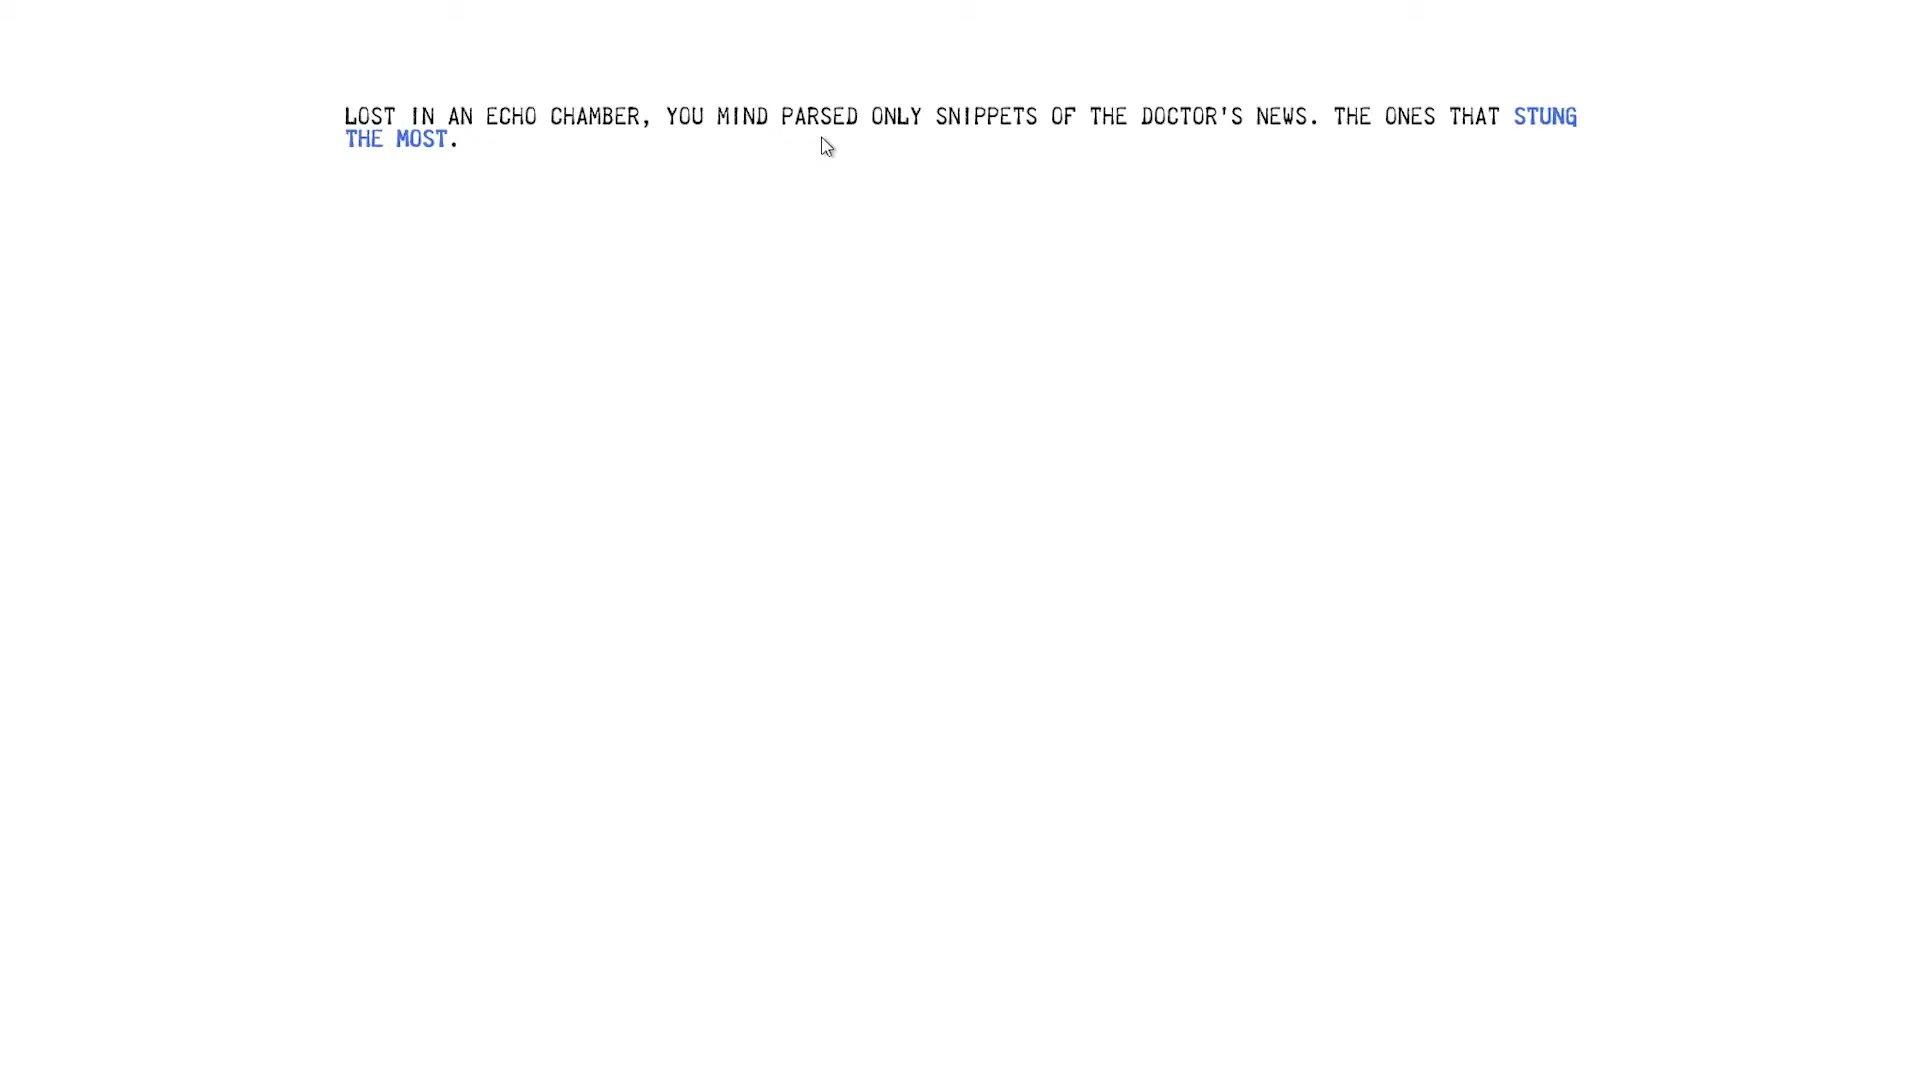 LOST IN AN ECHO CHAMBER, YOU MIND PARSED ONLY SNIPPETS OF THE DOCTOR'S NEWS. THE ONES THAT STUNG
THE MOST.